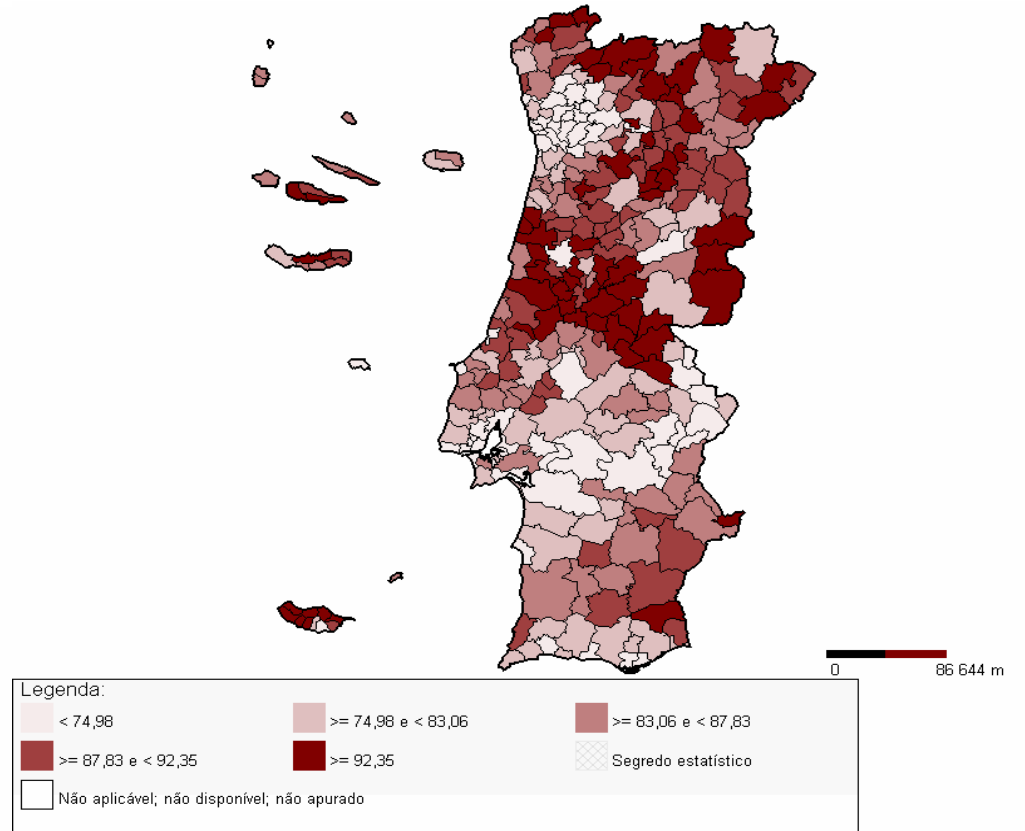 0 86 644 m
Legenda:
< 74,98 >= 74,98 e < 83,06 >= 83,06 e < 87,83
>= 87,83 e < 92,35 >= 92,35 Segredo estatístico
Não aplicável; não disponível; não apurado